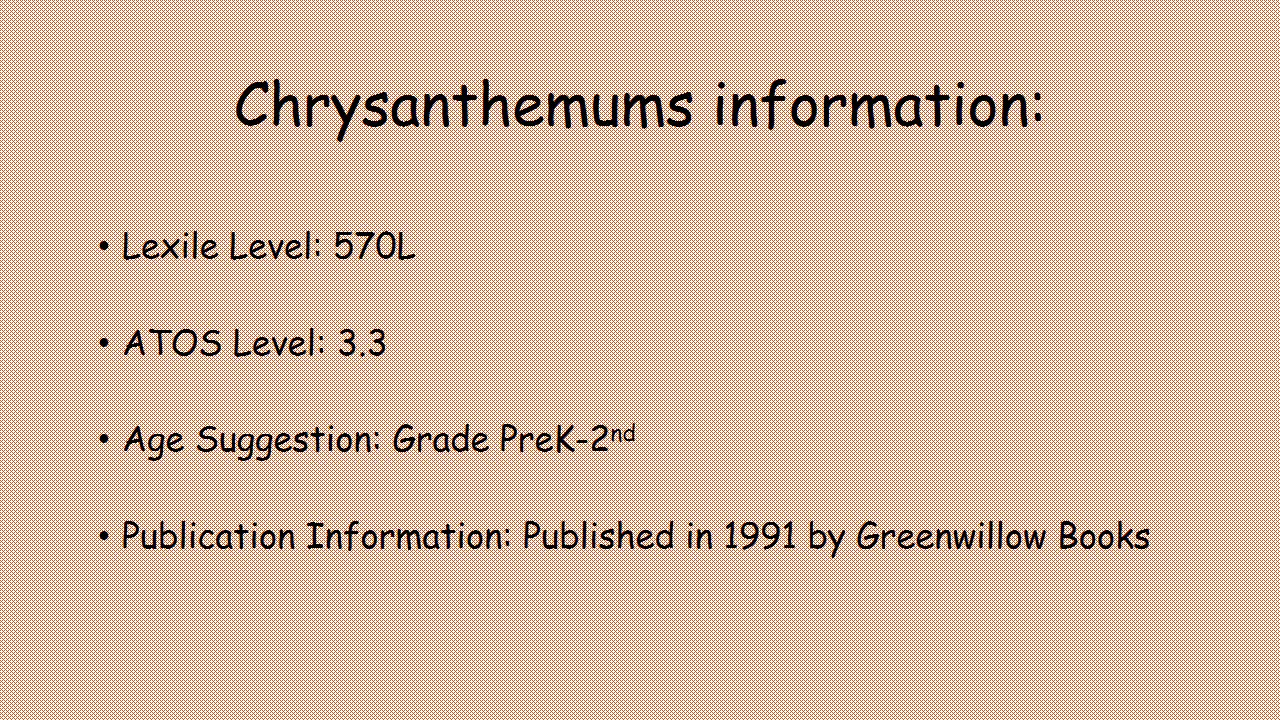 Chrysanthemums information:
• Lexile Level: 570L
• ATOS Level: 3.3
• Age Suggestion: Grade PreK-2nd
• Publication Information: Published in 1991 by Greenwillow Books